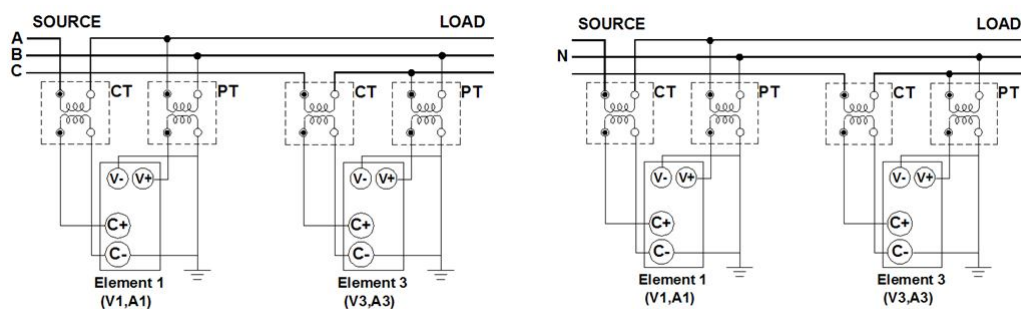 SOURCE LOAD
A
B
C
CT PT CT PT
V- V+ V- V+
C+ C+
C- C-
Element 1 Element 3
(V1,A1) (V3,A3)
SOURCE LOAD
N
CT PT CT PT
V- V+ V- V+
C+ C+
C- C-
Element 1 Element 3
(V1,A1) (V3,A3)